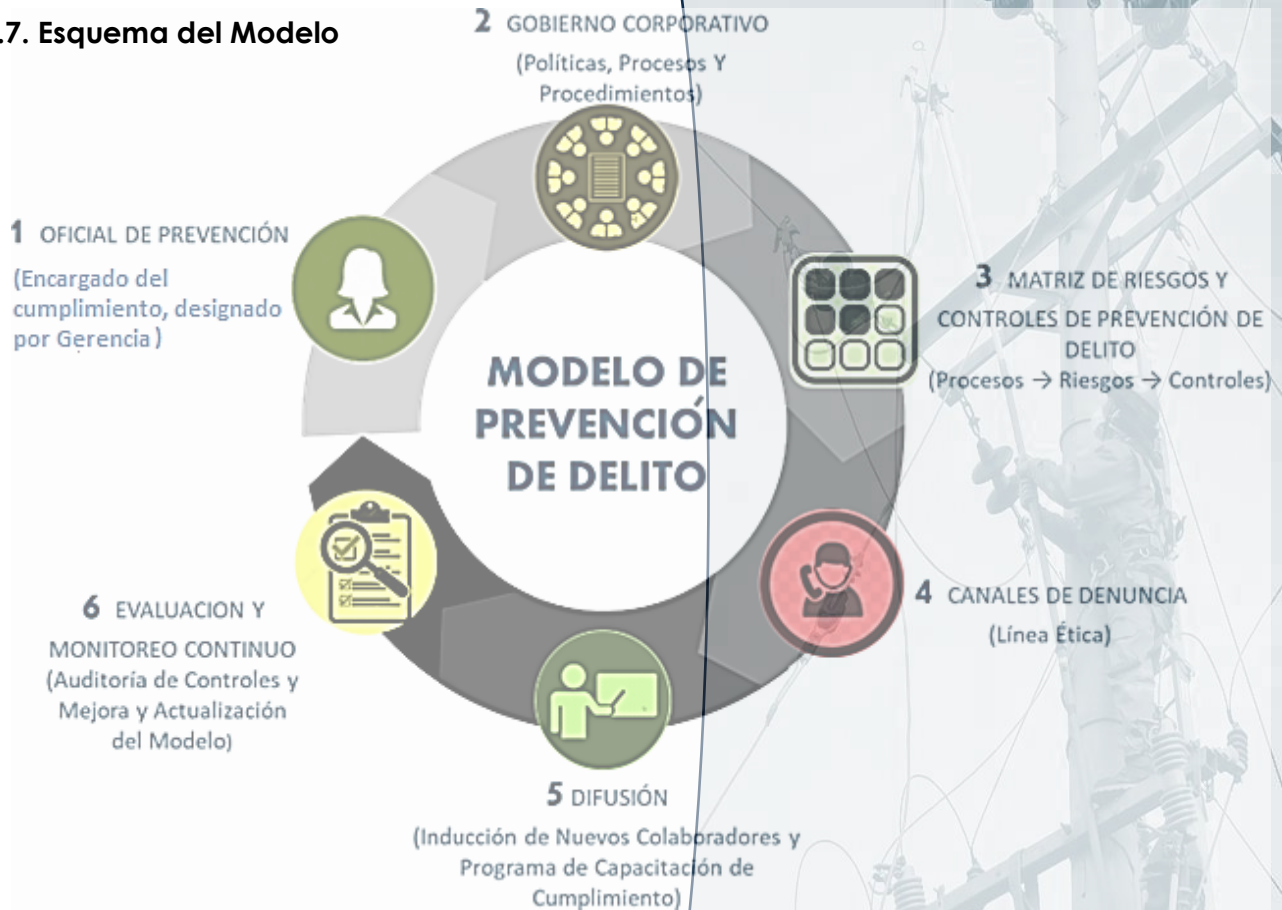 .7. Esquema del Modelo
2 GOBIERNO CORPORATIVO
(Políticas, Procesos Y
Procedimientos)
1 OFICIAL DE PREVENCIÓN
(Encargado del
cumplimiento, designado
por Gerencia)
3 MATRIZ DE RIESGOS Y
CONTROLES DE PREVENCIÓN DE
DELITO
(Procesos → Riesgos → Controles)
MODELO DE
PREVENCIÓN
DE DELITO
4 CANALES DE DENUNCIA
(Línea Ética)
6 EVALUACION Y
MONITOREO CONTINUO
(Auditoría de Controles y
Mejora y Actualización
del Modelo)
5 DIFUSIÓN
(Inducción de Nuevos Colaboradores y
Programa de Capacitación de
Cumplimiento)